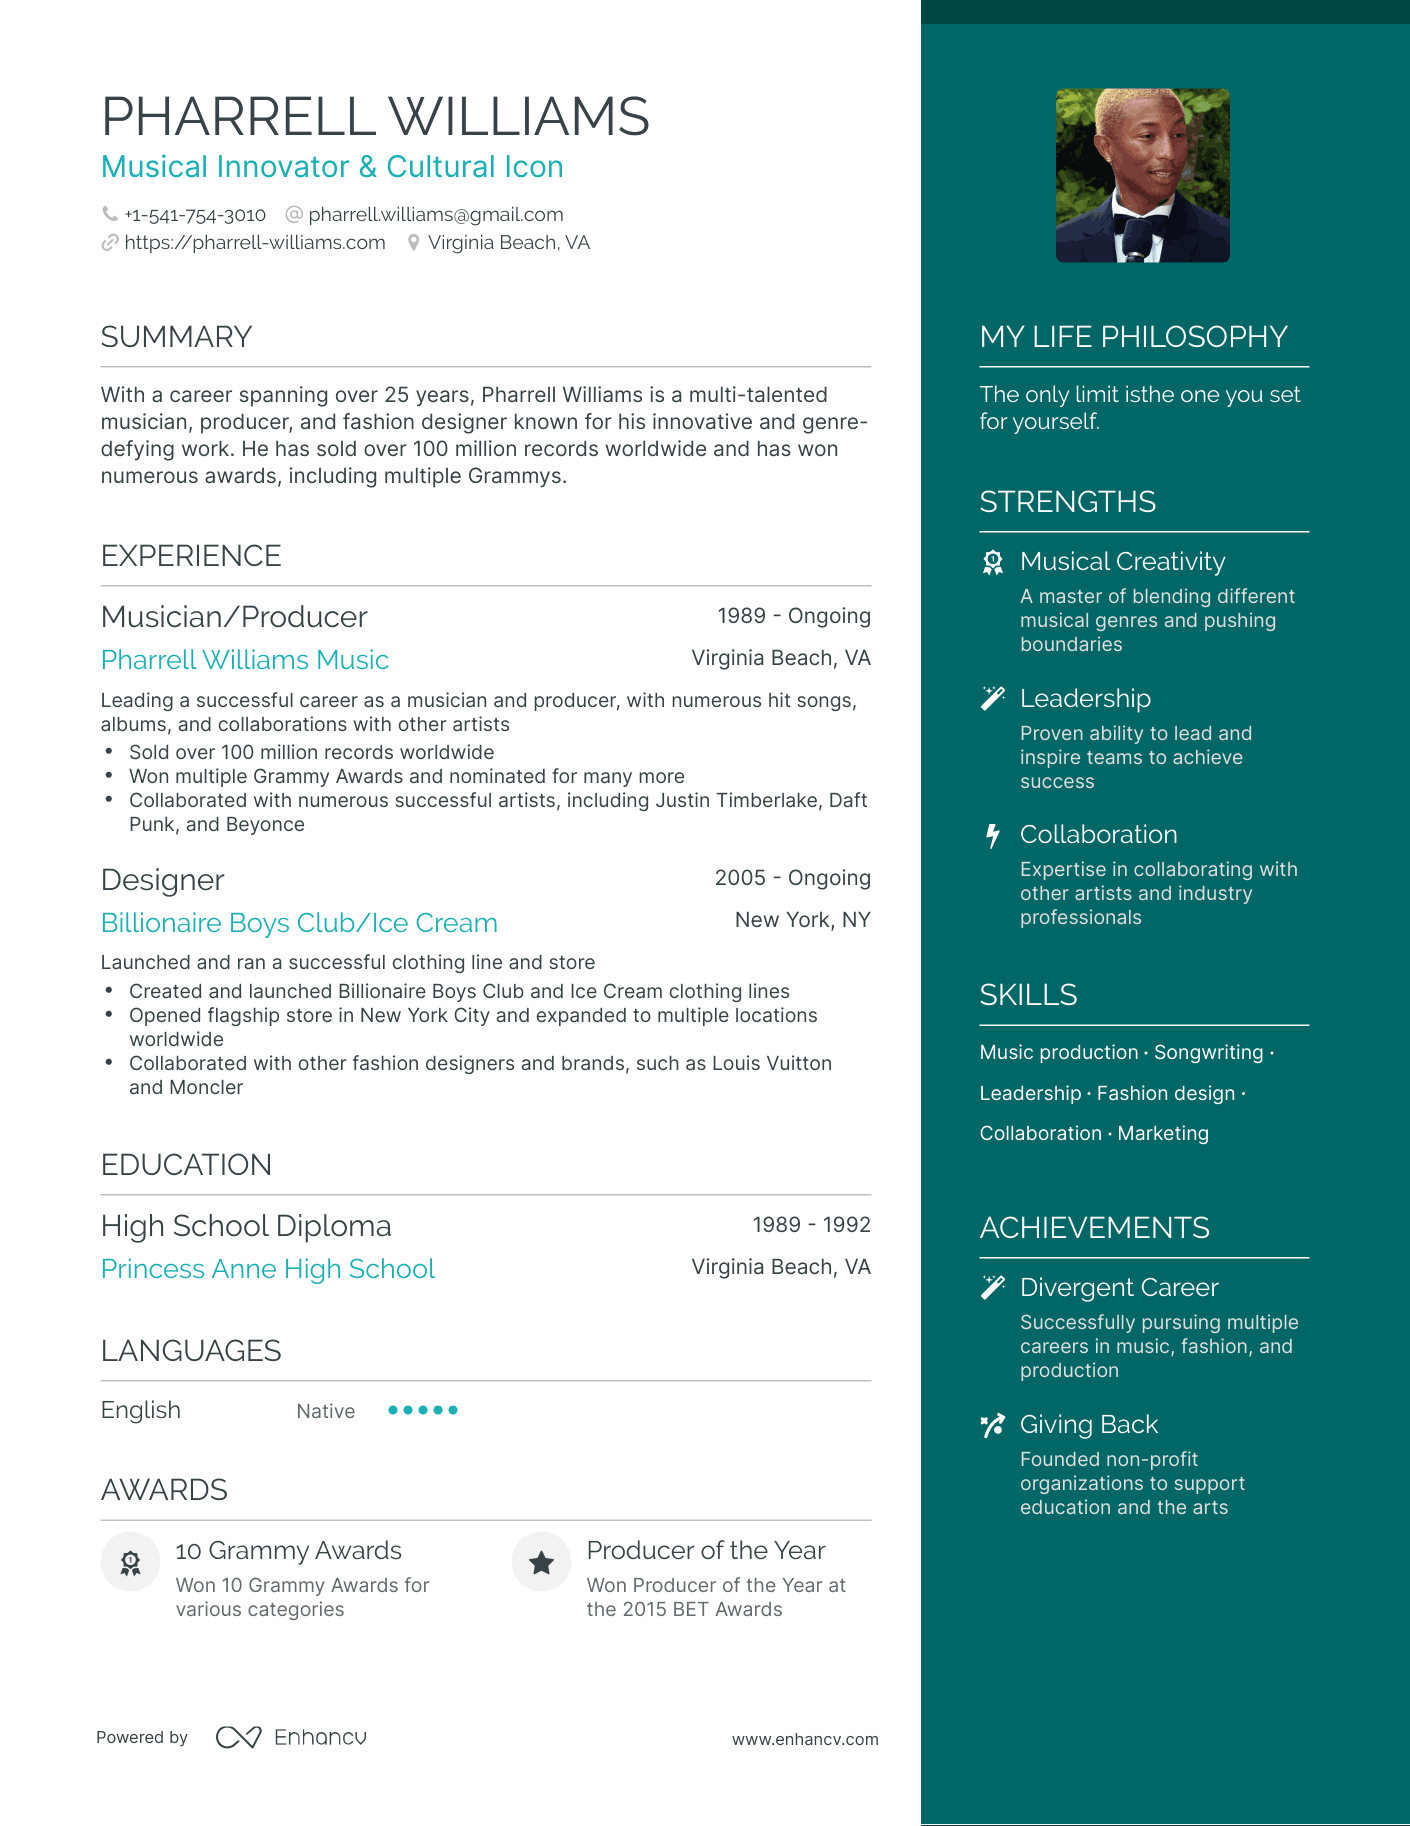 PHARRELL WILLIAMS
Musical Innovator & Cultural Icon
+1-541-754-3010 pharrell.williams@gmail.com
https://pharrell-williams.com Virginia Beach, VA
SUMMARY
With a career spanning over 25 years, Pharrell Williams is a multi-talented
musician, producer, and fashion designer known for his innovative and genre-
defying work. He has sold over 100 million records worldwide and has won
numerous awards, including multiple Grammys.
EXPERIENCE
Musician/Producer 1989 - Ongoing
Pharrell Williams Music Virginia Beach, VA
Leading a successful career as a musician and producer, with numerous hit songs,
albums, and collaborations with other artists
• Sold over 100 million records worldwide
• Won multiple Grammy Awards and nominated for many more
• Collaborated with numerous successful artists, including Justin Timberlake, Daft
Punk, and Beyonce
Designer 2005 - Ongoing
Billionaire Boys Club/Ice Cream New York, NY
Launched and ran a successful clothing line and store
• Created and launched Billionaire Boys Club and Ice Cream clothing lines
• Opened flagship store in New York City and expanded to multiple locations
worldwide
• Collaborated with other fashion designers and brands, such as Louis Vuitton
and Moncler
EDUCATION
High School Diploma 1989 - 1992
Princess Anne High School Virginia Beach, VA
LANGUAGES
English Native
AWARDS
10 Grammy Awards
Won 10 Grammy Awards for
various categories
Producer of the Year
Won Producer of the Year at
the 2015 BET Awards
Powered by Enhancv www.enhancv.com
MY LIFE PHILOSOPHY
The only limit isthe one you set
for yourself.
STRENGTHS
Musical Creativity
A master of blending different
musical genres and pushing
boundaries
Leadership
Proven ability to lead and
inspire teams to achieve
success
Collaboration
Expertise in collaborating with
other artists and industry
professionals
SKILLS
Music production · Songwriting ·
Leadership · Fashion design ·
Collaboration · Marketing
ACHIEVEMENTS
Divergent Career
Successfully pursuing multiple
careers in music, fashion, and
production
Giving Back
Founded non-profit
organizations to support
education and the arts